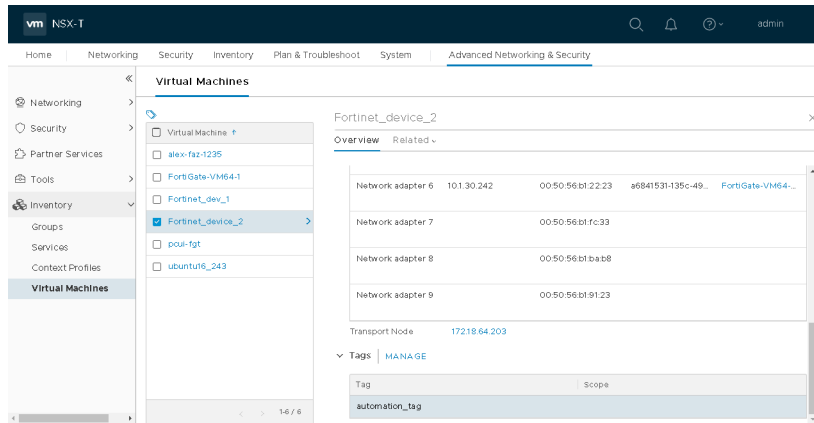 vm NSX-T admin
Home Networking Security Inventory Plan & Troubleshoot System Advanced Networking & Security
Virtual Machines
Networking
Security
Partner Services
Tools
Inventory
Groups
Services
Context Profiles
Virtual Machines
Virtual Machine ↑
alex-faz-1235
FortiGate-VM64-1
Fortinet_dev_1
Fortinet_device_2
pcui-fgt
ubuntu16_243
1-6 / 6
Fortinet_device_2
Overview Related
Network adapter 6 10.1.30.242 00:50:56:b1:22:23 a6841531-135c-49... FortiGate-VM64-...
Network adapter 7 00:50:56:b1:fc:33
Network adapter 8 00:50:56:b1:ba:b8
Network adapter 9 00:50:56:b1:91:23
Transport Node 172.18.64.203
Tags MANAGE
Tag Scope
automation_tag